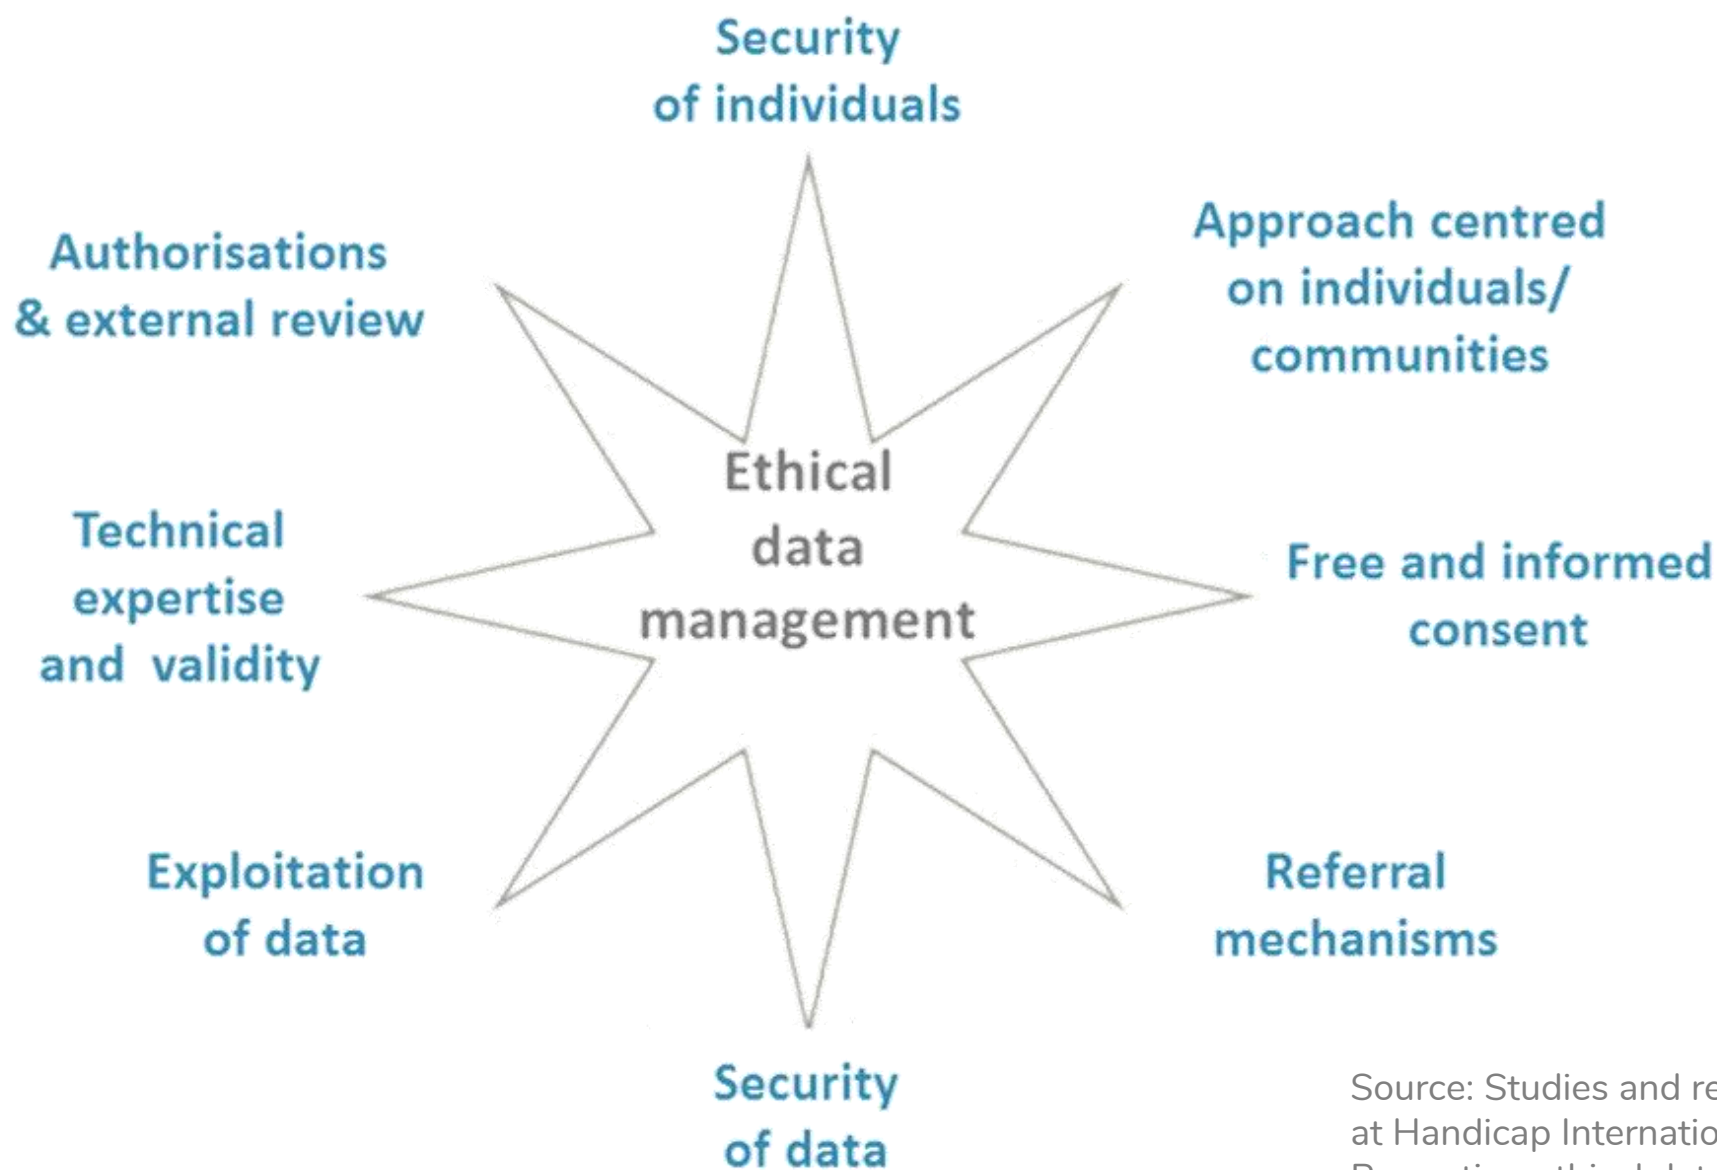 Security
of individuals
Approach centred
on individuals/
communities
Authorisations
& external review
Ethical
data
management
Technical
expertise
and validity
Free and informed
consent
Exploitation
of data
Referral
mechanisms
Security
of data
Source: Studies and
at Handicap